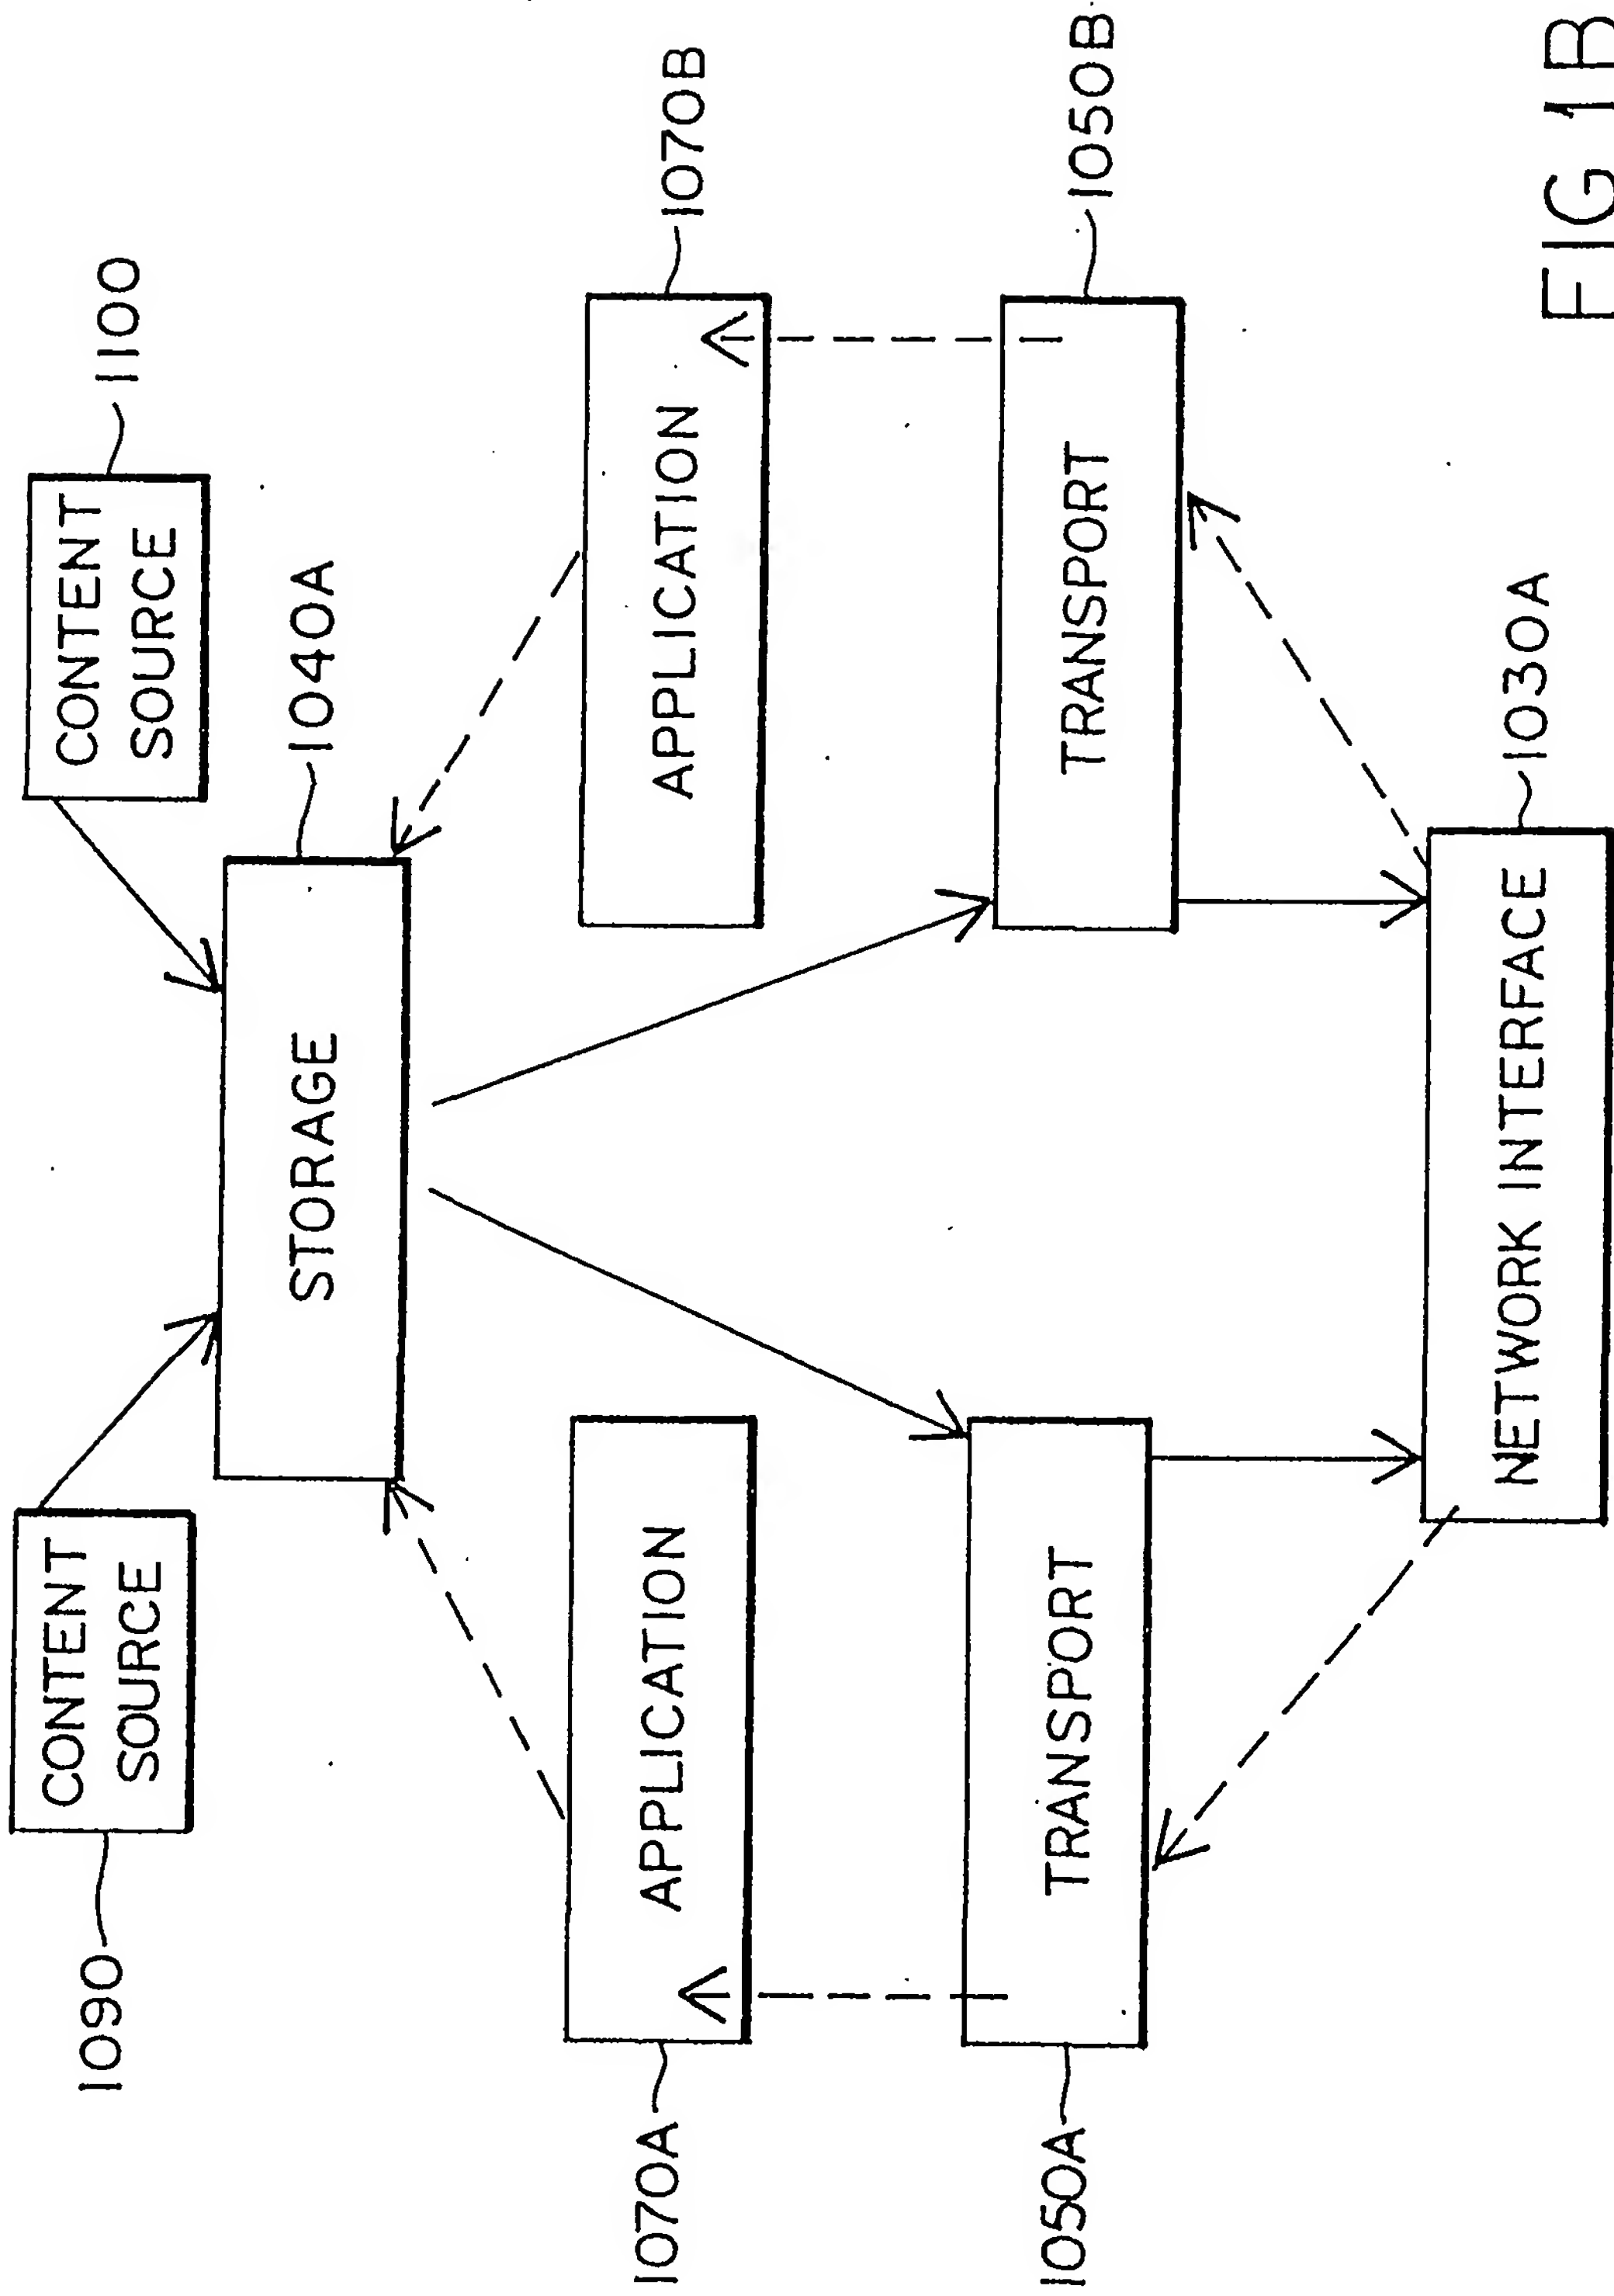 1090
CONTENT
SOURCE
CONTENT
SOURCE
1100
STORAGE
1040A
1070A
APPLICATION
APPLICATION
1070B
1050A
TRANSPORT
TRANSPORT
1050B
NETWORK INTERFACE
1030A
FIG 1B